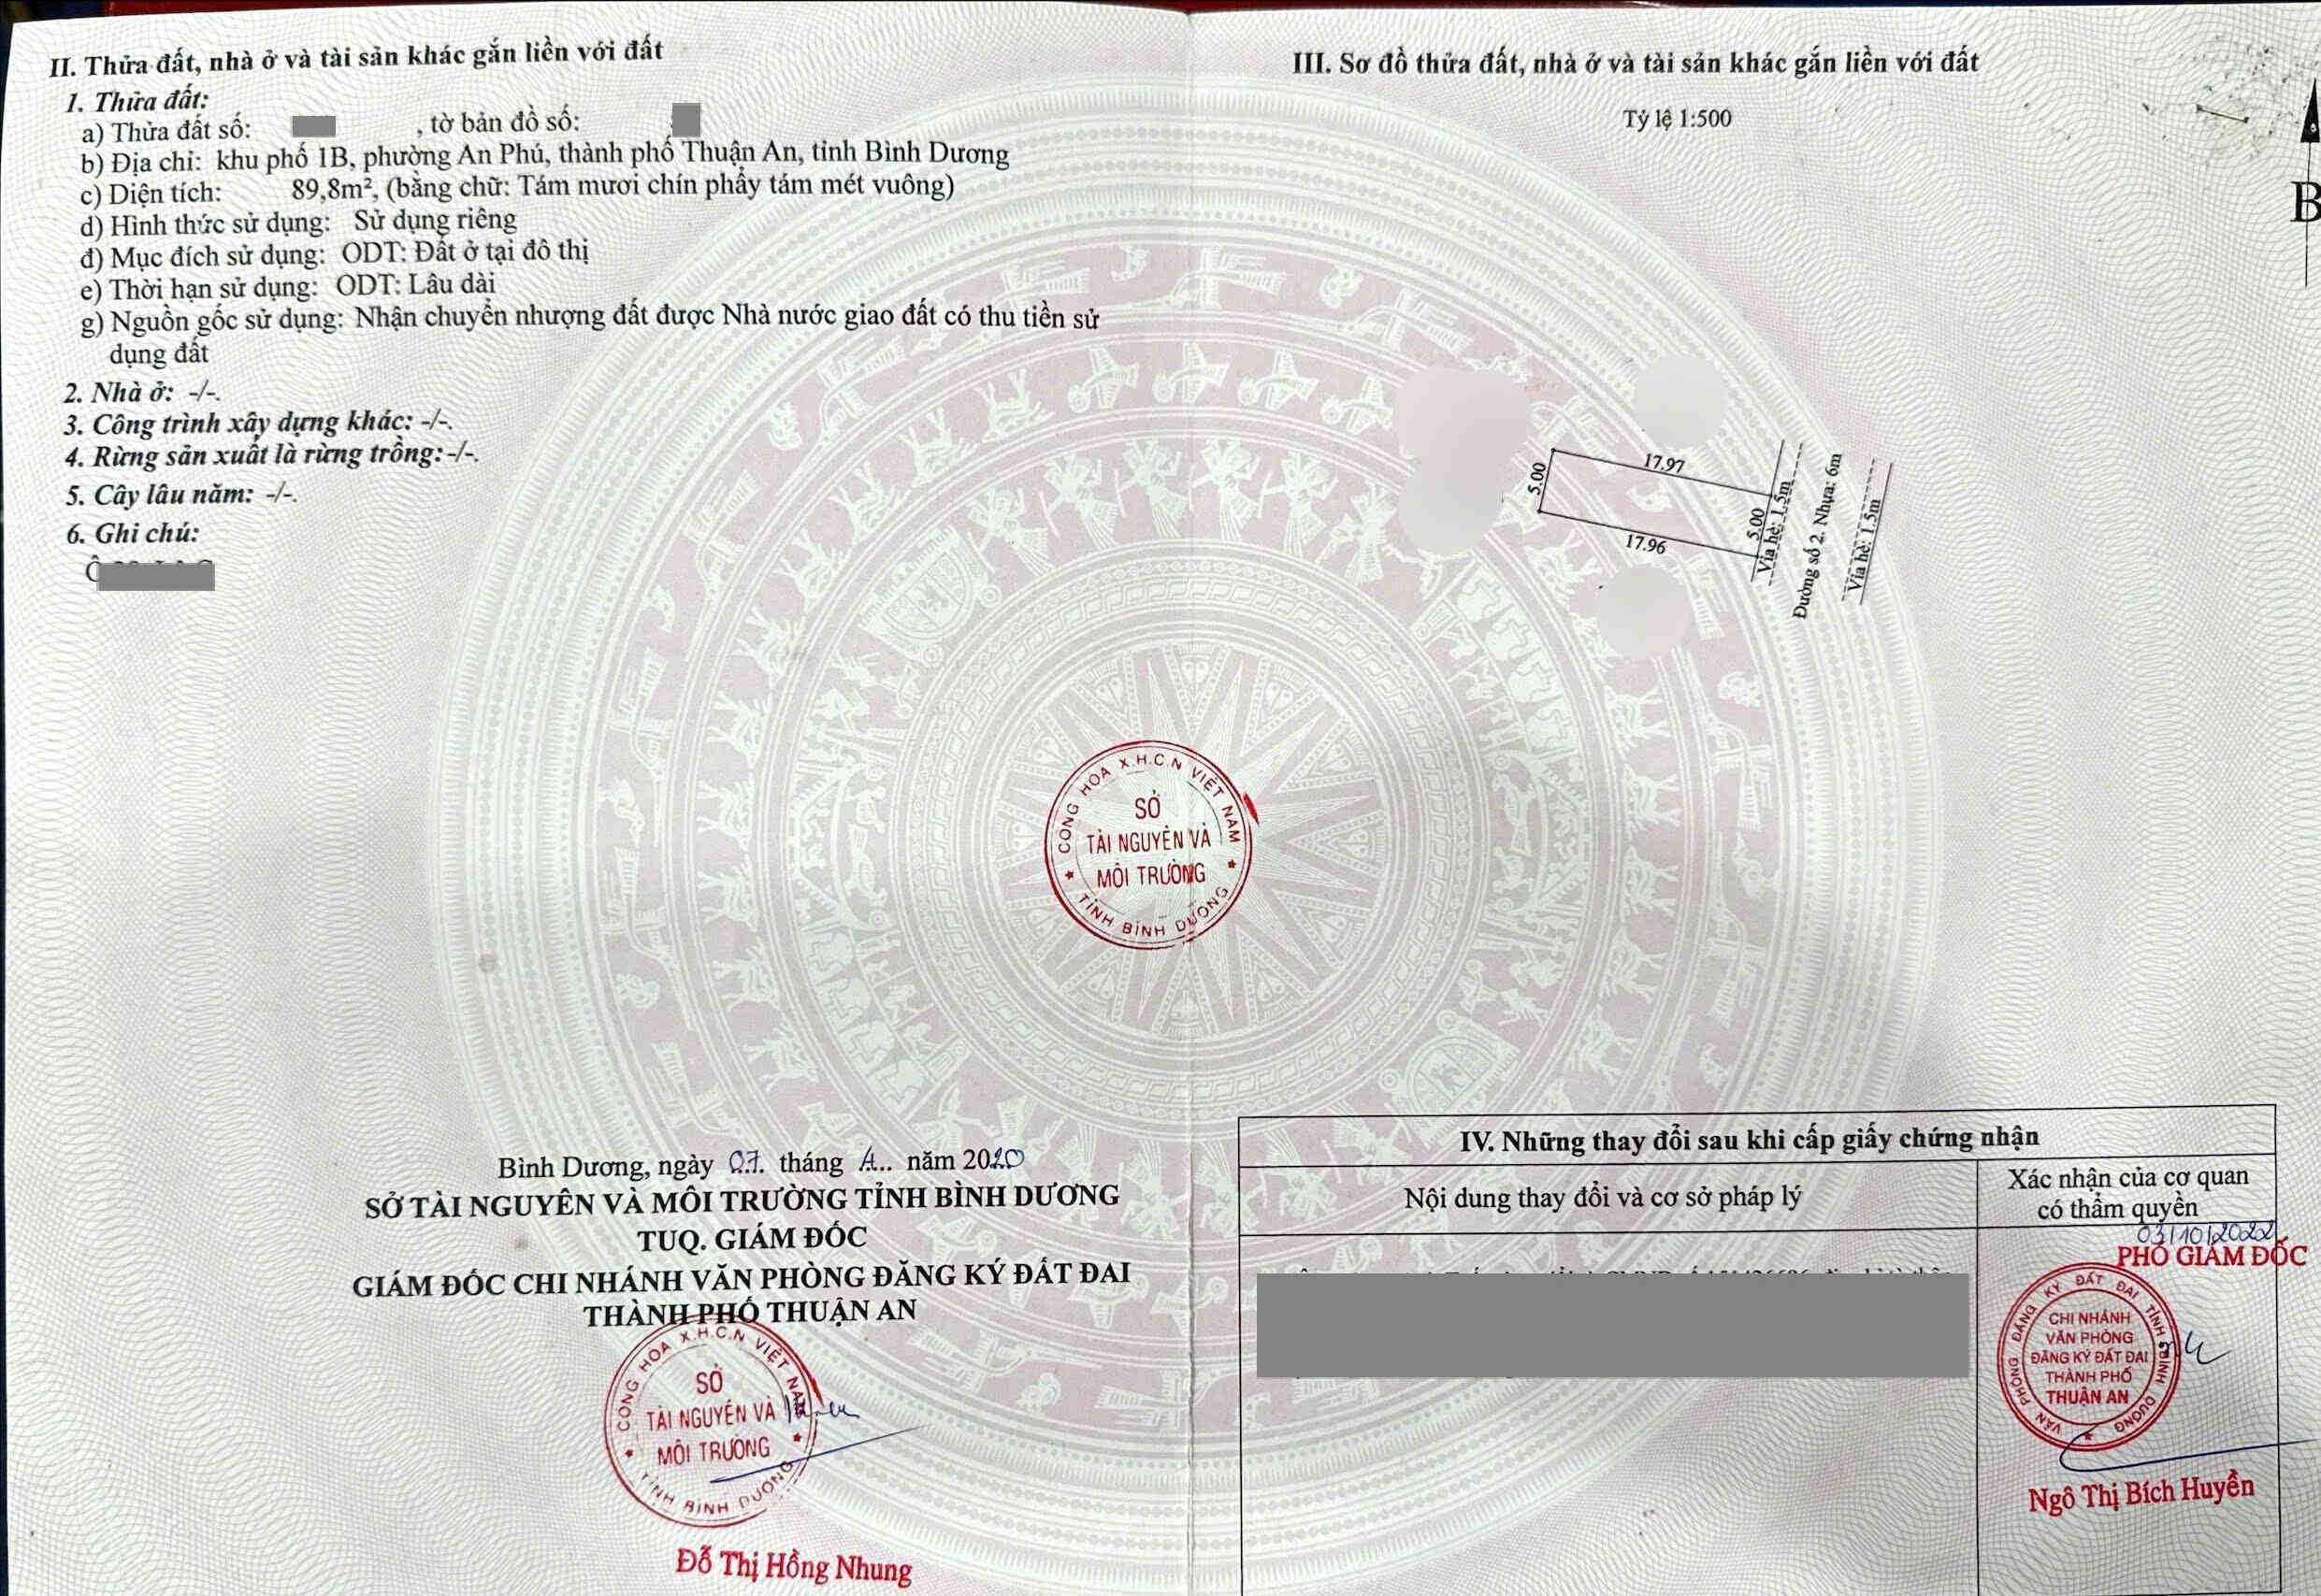 II. Thửa đất, nhà ở và tài sản khác gắn liền với đất
1. Thửa đất:
a) Thửa đất số: , tờ bản đồ số:
b) Địa chỉ: khu phố 1B, phường An Phú, thành phố Thuận An, tỉnh Bình Dương
c) Diện tích: 89,8m², (bằng chữ: Tám mươi chín phẩy tám mét vuông)
d) Hình thức sử dụng: Sử dụng riêng
đ) Mục đích sử dụng: ODT: Đất ở tại đô thị
e) Thời hạn sử dụng: ODT: Lâu dài
g) Nguồn gốc sử dụng: Nhận chuyển nhượng đất được Nhà nước giao đất có thu tiền sử
dụng đất
2. Nhà ở: -/-.
3. Công trình xây dựng khác: -/-.
4. Rừng sản xuất là rừng trồng:-/-.
5. Cây lâu năm: -/-.
6. Ghi chú:
Bình Dương, ngày 07. tháng 4.. năm 2020
SỞ TÀI NGUYÊN VÀ MÔI TRƯỜNG TỈNH BÌNH DƯƠNG
TUQ. GIÁM ĐỐC
GIÁM ĐỐC CHI NHÁNH VĂN PHÒNG ĐĂNG KÝ ĐẤT ĐAI
THÀNH PHỐ THUẬN AN
CỘNG HÒA X.H.C.N VIỆT NAM
SỞ
TÀI NGUYÊN VÀ
MÔI TRƯỜNG
TỈNH BÌNH DƯƠNG
Đỗ Thị Hồng Nhung
CỘNG HÒA X.H.C.N VIỆT NAM
SỞ
TÀI NGUYÊN VÀ
MÔI TRƯỜNG
TỈNH BÌNH DƯƠNG
III. Sơ đồ thửa đất, nhà ở và tài sản khác gắn liền với đất
Tỷ lệ 1:500
B
17.97
5.00
5.00
17.96
Vỉa hè: 1.5m
Đường số 2. Nhựa: 6m
Vỉa hè: 1.5m
IV. Những thay đổi sau khi cấp giấy chứng nhận
Nội dung thay đổi và cơ sở pháp lý
Xác nhận của cơ quan
có thẩm quyền
03/10/2022
PHÓ GIÁM ĐỐC
VĂN PHÒNG ĐĂNG KÝ ĐẤT ĐAI TỈNH BÌNH DƯƠNG
CHI NHÁNH
VĂN PHÒNG
ĐĂNG KÝ ĐẤT ĐAI
THÀNH PHỐ
THUẬN AN
Ngô Thị Bích Huyền